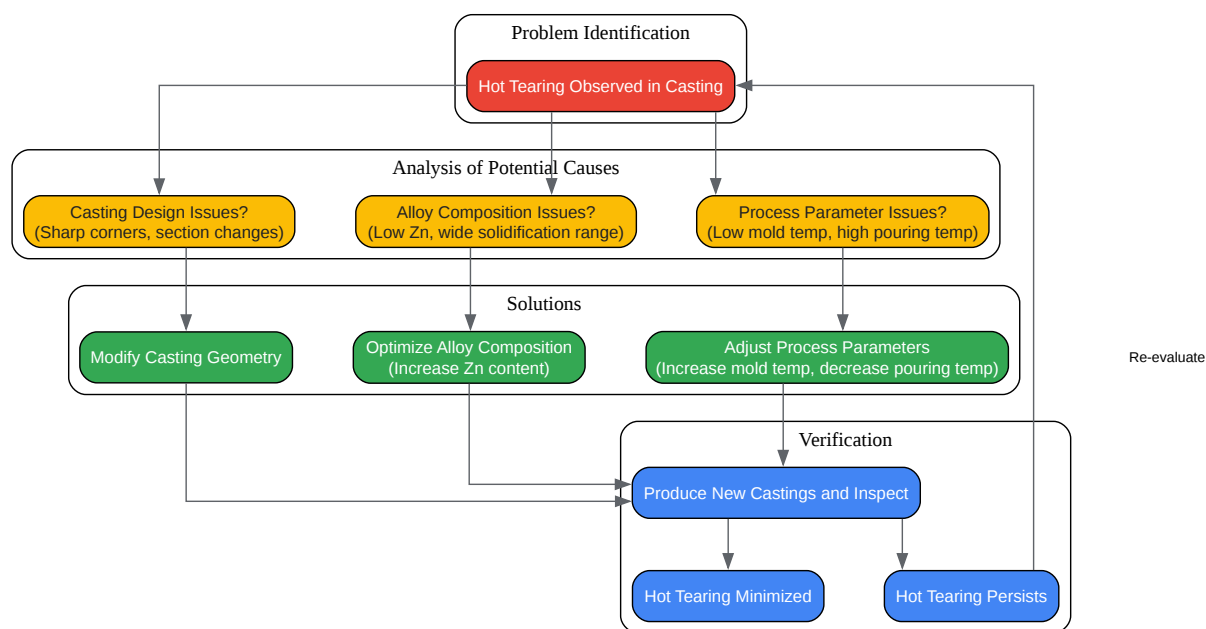 Problem Identification
Hot Tearing Observed in Casting
Analysis of Potential Causes
Casting Design Issues?
(Sharp corners, section changes)
Alloy Composition Issues?
(Low Zn, wide solidification range)
Process Parameter Issues?
(Low mold temp, high pouring temp)
Solutions
Modify Casting Geometry
Optimize Alloy Composition
(Increase Zn content)
Adjust Process Parameters
(Increase mold temp, decrease pouring temp)
Re-evaluate
Verification
Produce New Castings and Inspect
Hot Tearing Minimized
Hot Tearing Persists